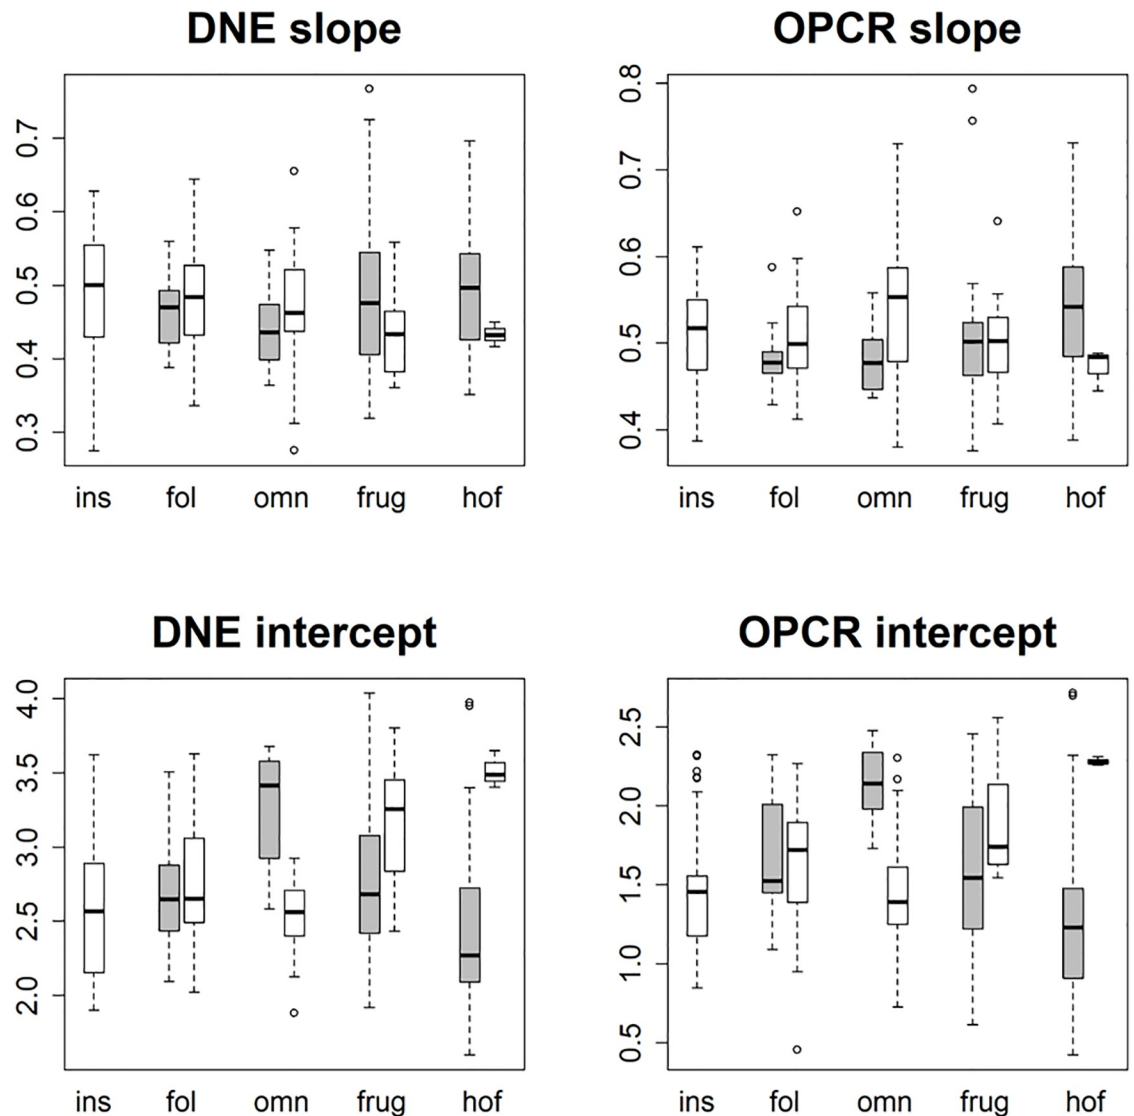 DNE slope
0.7
0.6
0.5
0.4
0.3
ins fol omn frug hof
OPCR slope
0.8
0.7
0.6
0.5
0.4
ins fol omn frug hof
DNE intercept
4.0
3.5
3.0
2.5
2.0
ins fol omn frug hof
OPCR intercept
2.5
2.0
1.5
1.0
0.5
ins fol omn frug hof